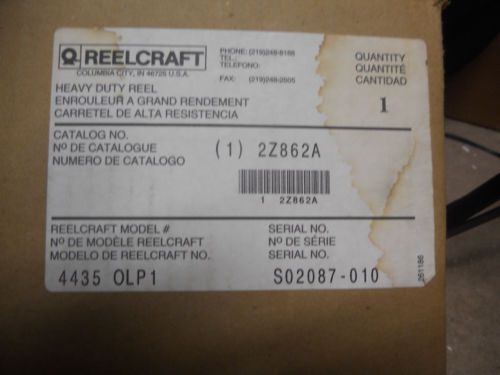 REELCRAFT
COLUMBIA CITY, IN 46725 U.S.A.
PHONE: (219)248-8188
TEL.:
TELEFONO:
FAX: (219)248-2605
QUANTITY
QUANTITÉ
CANTIDAD
1
HEAVY DUTY REEL
ENROULEUR A GRAND RENDEMENT
CARRETEL DE ALTA RESISTENCIA
CATALOG NO.
Nº DE CATALOGUE
NUMERO DE CATALOGO
(1) 2Z862A
1 2Z862A
REELCRAFT MODEL #
Nº DE MODÈLE REELCRAFT
MODELO DE REELCRAFT NO.
4435 OLP1
SERIAL NO.
Nº DE SÉRIE
SERIAL NO.
S02087-010
261186